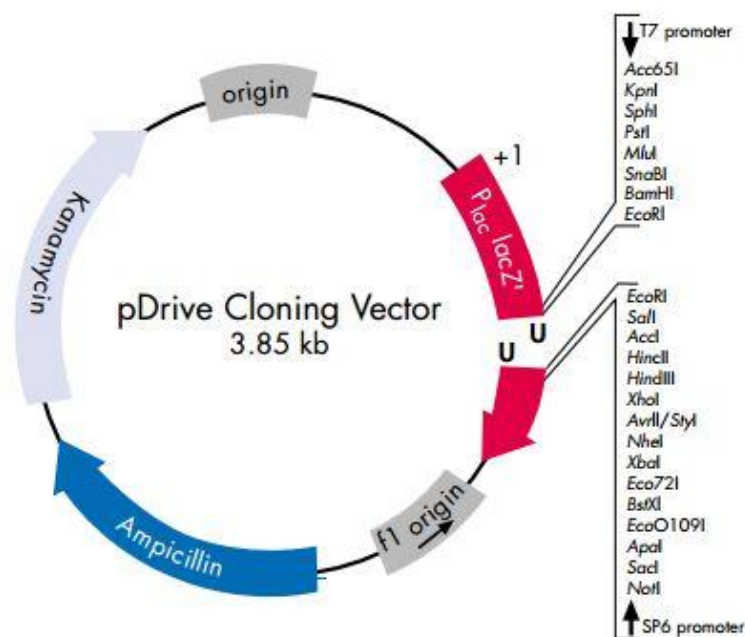 T7 promoter
Acc65I
KpnI
SphI
PstI
MluI
SnaBI
BamHI
EcoRI
origin
+1
Plac lacZ'
Kanamycin
pDrive Cloning Vector
3.85 kb
U
U
EcoRI
SalI
AccI
HincII
HindIII
XhoI
AvrII/StyI
NheI
XbaI
Eco72I
BstXI
EcoO109I
ApaI
SacI
NotI
SP6 promoter
f1 origin
Ampicillin